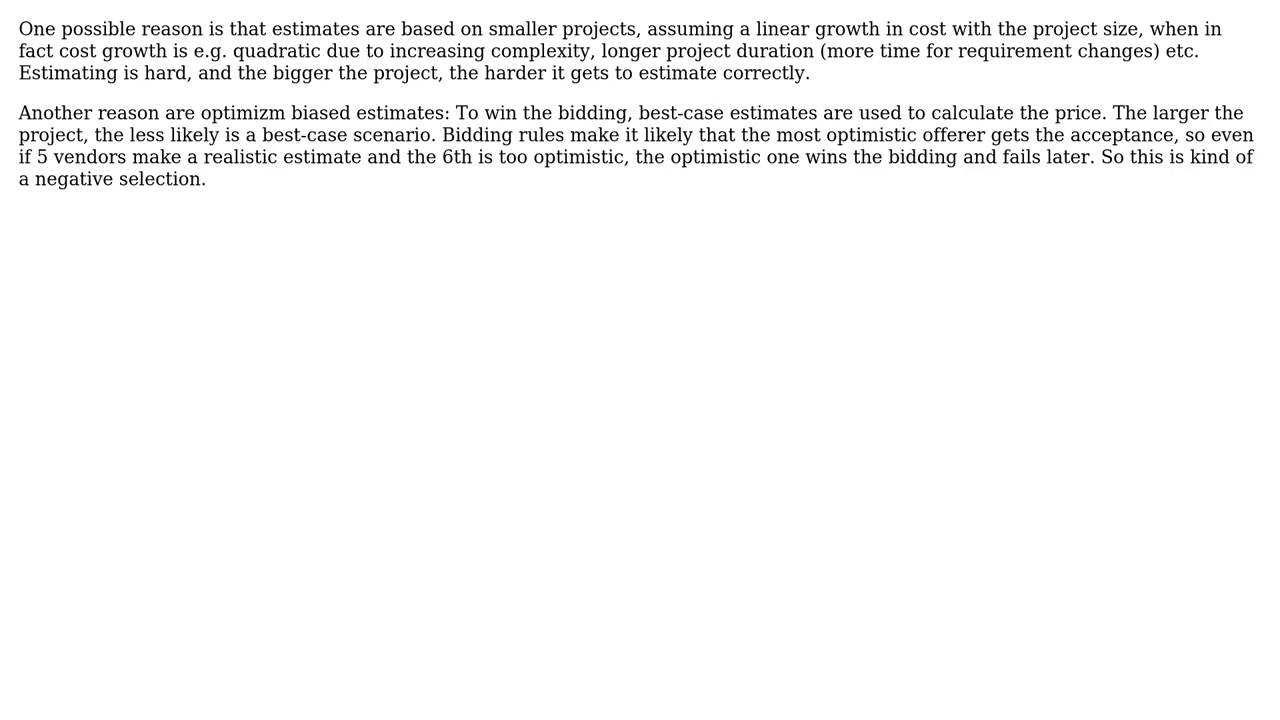 One possible reason is that estimates are based on smaller projects, assuming a linear growth in cost with the project size, when in
fact cost growth is e.g. quadratic due to increasing complexity, longer project duration (more time for requirement changes) etc.
Estimating is hard, and the bigger the project, the harder it gets to estimate correctly.
Another reason are optimizm biased estimates: To win the bidding, best-case estimates are used to calculate the price. The larger the
project, the less likely is a best-case scenario. Bidding rules make it likely that the most optimistic offerer gets the acceptance, so even
if 5 vendors make a realistic estimate and the 6th is too optimistic, the optimistic one wins the bidding and fails later. So this is kind of
a negative selection.